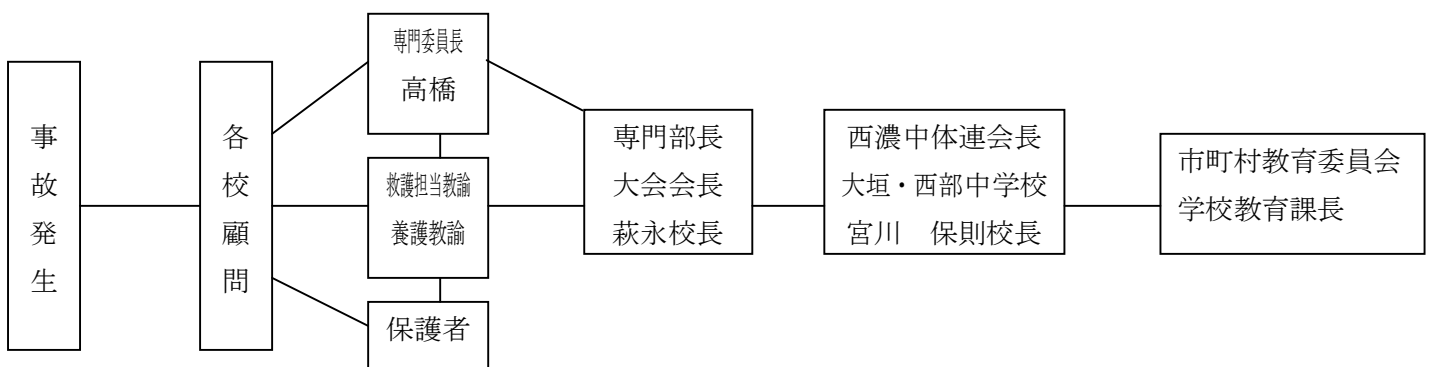 事故発生
各校顧問
専門委員長
高橋
救護担当教諭
養護教諭
保護者
専門部長
大会会長
萩永校長
西濃中体連会長
大垣・西部中学校
宮川　保則校長
市町村教育委員会
学校教育課長